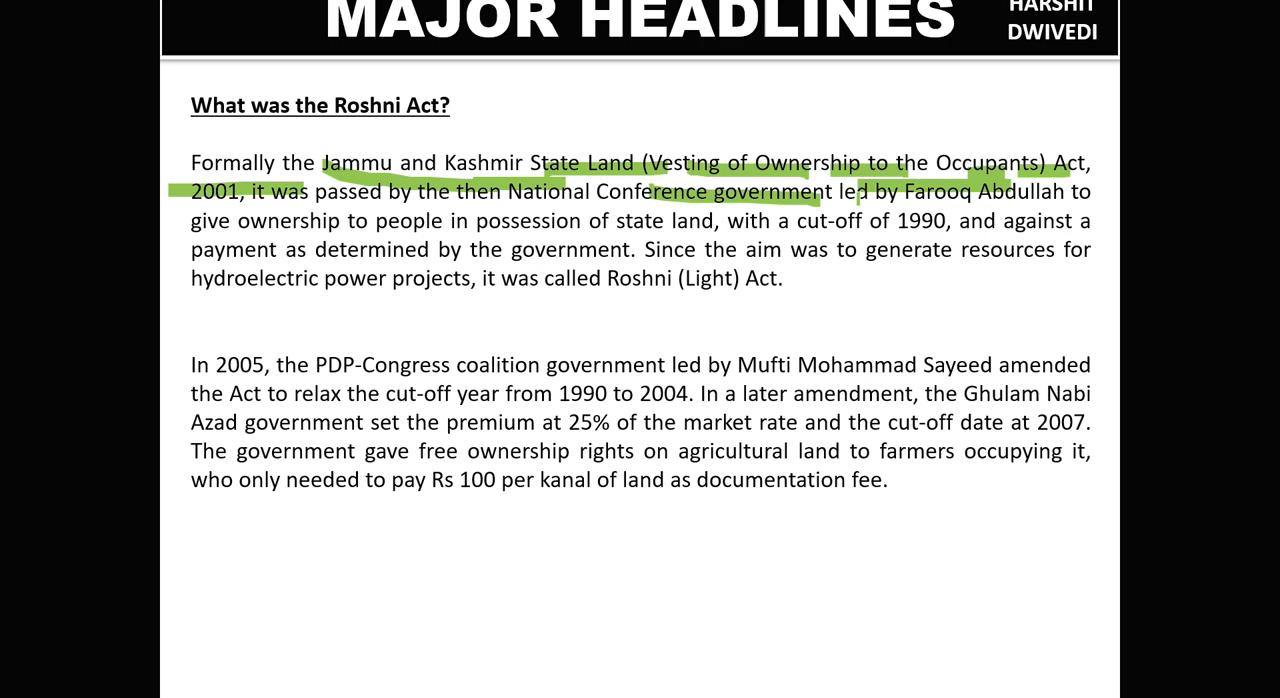 MAJOR HEADLINES
HARSHIT
DWIVEDI
What was the Roshni Act?
Formally the Jammu and Kashmir State Land (Vesting of Ownership to the Occupants) Act,
2001, it was passed by the then National Conference government led by Farooq Abdullah to
give ownership to people in possession of state land, with a cut-off of 1990, and against a
payment as determined by the government. Since the aim was to generate resources for
hydroelectric power projects, it was called Roshni (Light) Act.
In 2005, the PDP-Congress coalition government led by Mufti Mohammad Sayeed amended
the Act to relax the cut-off year from 1990 to 2004. In a later amendment, the Ghulam Nabi
Azad government set the premium at 25% of the market rate and the cut-off date at 2007.
The government gave free ownership rights on agricultural land to farmers occupying it,
who only needed to pay Rs 100 per kanal of land as documentation fee.